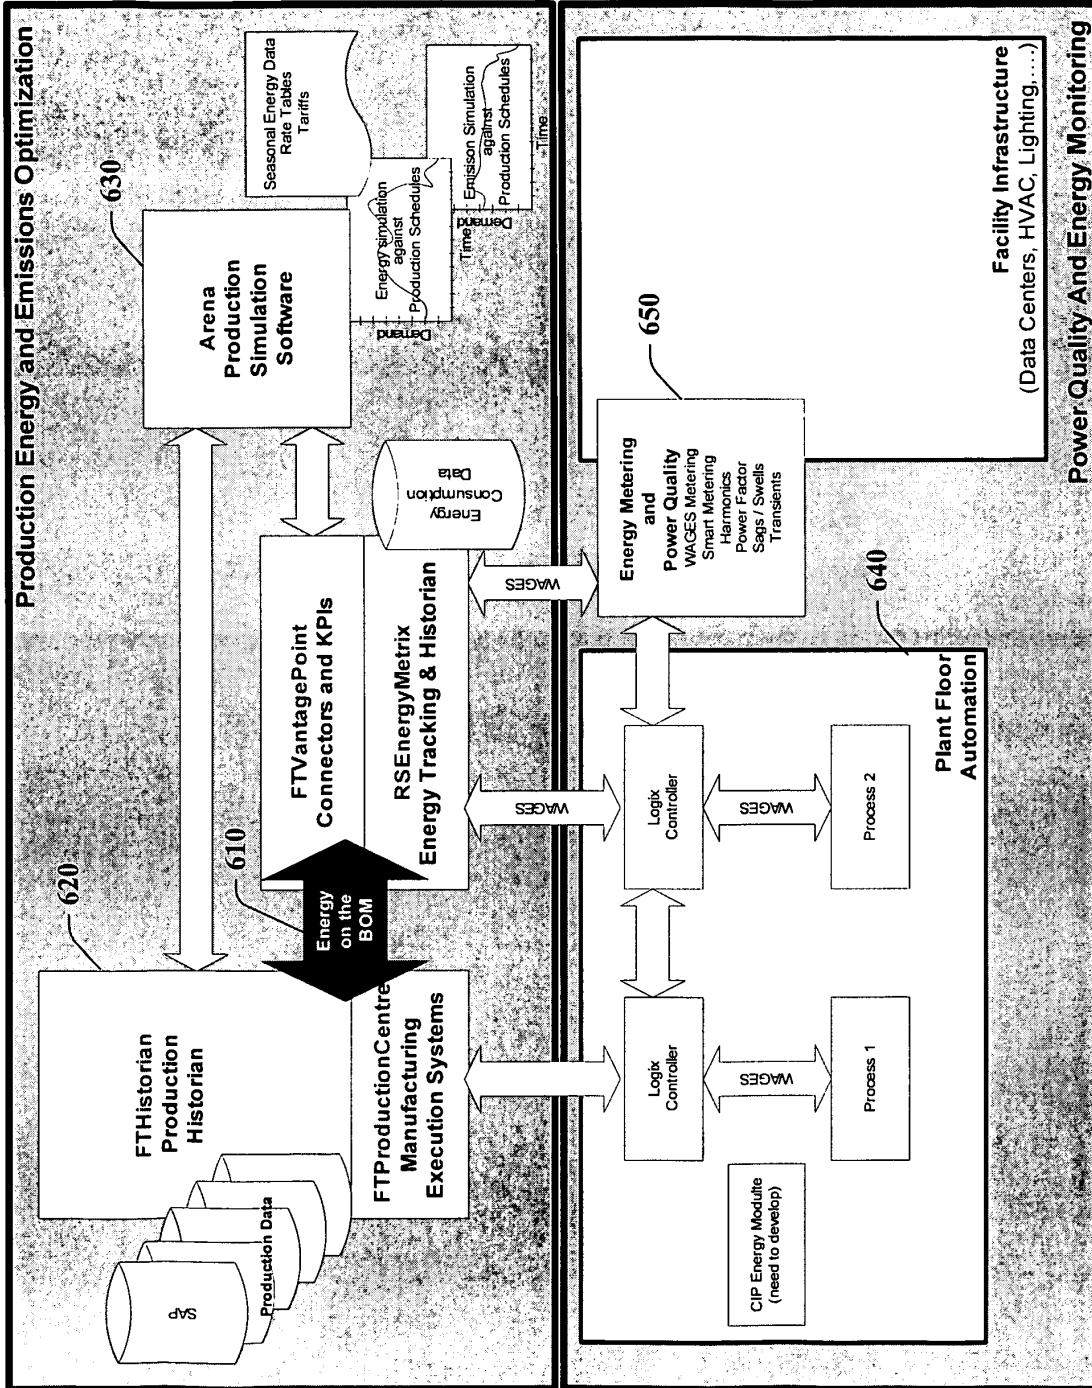 Production Energy and Emissions Optimization
620
630
610
FTHistorian
Production
Historian
SAP
Production Data
FTProductionCentre
Manufacturing
Execution Systems
Energy
on the
BOM
FTVantagePoint
Connectors and KPIs
RSEnergyMetrix
Energy Tracking & Historian
Energy
Consumption
Data
Arena
Production
Simulation
Software
Seasonal Energy Data
Rate Tables
Tariffs
Demand
Energy simulation
against
Production Schedules
Time
Demand
Emisison Simulation
against
Production Schedules
Time
WAGES
WAGES
640
650
Logix
Controller
Logix
Controller
WAGES
WAGES
CIP Energy Modulte
(need to develop)
Process 1
Process 2
Plant Floor
Automation
Energy Metering
and
Power Quality
WAGES Metering
Smart Metering
Harmonics
Power Factor
Sags / Swells
Transients
Facility Infrastructure
(Data Centers, HVAC, Lighting,....)
Power Quality And Energy Monitoring